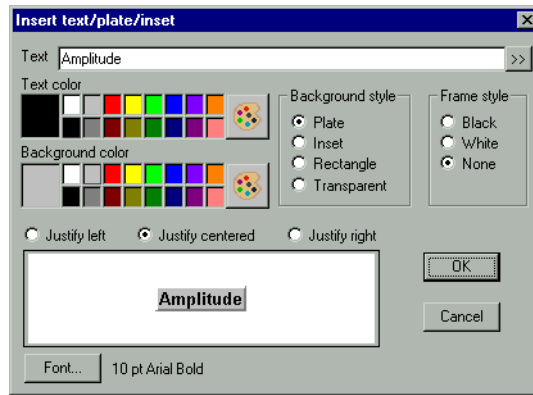 Insert text/plate/inset
Text Amplitude >>
Text color
Background color
Background style
Plate
Inset
Rectangle
Transparent
Frame style
Black
White
None
Justify left Justify centered Justify right
Amplitude
OK
Cancel
Font... 10 pt Arial Bold